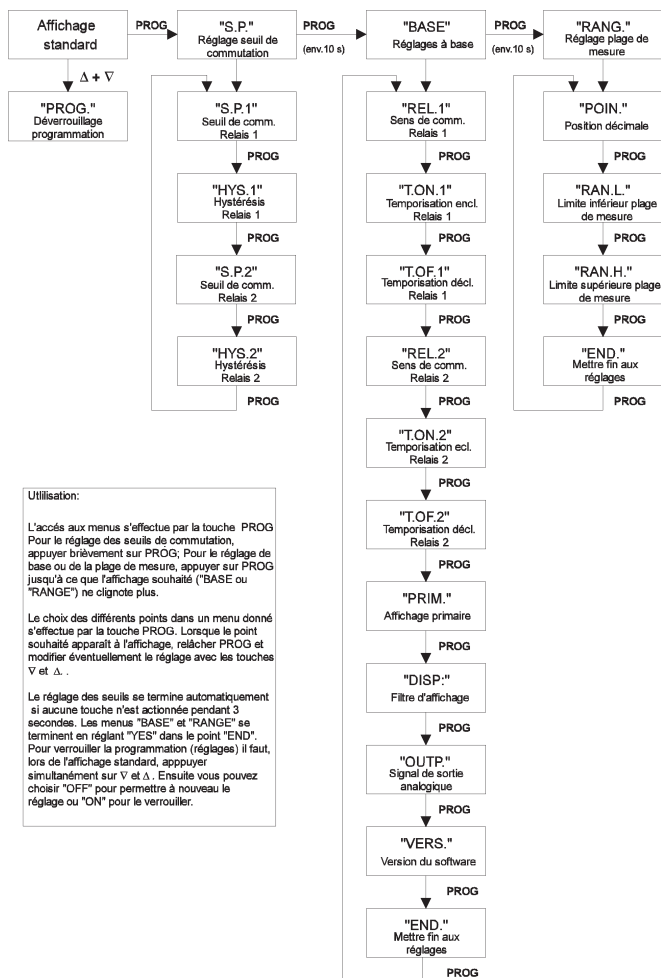 Affichage
standard
PROG
"S.P."
Réglage seuil de
commutation
PROG
(env.10 s)
"BASE"
Réglages à base
PROG
(env.10 s)
"RANG."
Réglage plage de
mesure
Δ + ∇
"PROG."
Déverrouillage
programmation
"S.P.1"
Seuil de comm.
Relais 1
PROG
"HYS.1"
Hystérésis
Relais 1
PROG
"S.P.2"
Seuil de comm.
Relais 2
PROG
"HYS.2"
Hystérésis
Relais 2
PROG
"REL.1"
Sens de comm.
Relais 1
PROG
"T.ON.1"
Temporisation encl.
Relais 1
PROG
"T.OF.1"
Temporisation décl.
Relais 1
PROG
"REL.2"
Sens de comm.
Relais 2
PROG
"T.ON.2"
Temporisation ecl.
Relais 2
PROG
"T.OF.2"
Temporisation décl.
Relais 2
PROG
"PRIM."
Affichage primaire
PROG
"DISP:"
Filtre d'affichage
PROG
"OUTP."
Signal de sortie
analogique
PROG
"VERS."
Version du software
PROG
"END."
Mettre fin aux
réglages
PROG
"POIN."
Position décimale
PROG
"RAN.L."
Limite inférieur plage
de mesure
PROG
"RAN.H."
Limite supérieure plage
de mesure
PROG
"END."
Mettre fin aux
réglages
PROG
Utlilisation:
L'accés aux menus s'effectue par la touche PROG
Pour le réglage des seuils de commutation,
appuyer brièvement sur PROG; Pour le réglage de
base ou de la plage de mesure, appuyer sur PROG
jusqu'à ce que l'affichage souhaité ("BASE ou
"RANGE") ne clignote plus.
Le choix des différents points dans un menu donné
s'effectue par la touche PROG. Lorsque le point
souhaité apparaît à l'affichage, relâcher PROG et
modifier éventuellement le réglage avec les touches
∇ et Δ. .
Le réglage des seuils se termine automatiquement
si aucune touche n'est actionnée pendant 3
secondes. Les menus "BASE" et "RANGE" se
terminent en réglant "YES" dans le point "END".
Pour verrouiller la programmation (réglages) il faut,
lors de l'affichage standard, apppuyer
simultanément sur ∇ et Δ . Ensuite vous pouvez
choisir "OFF" pour permettre à nouveau le
réglage ou "ON" pour le verrouiller.